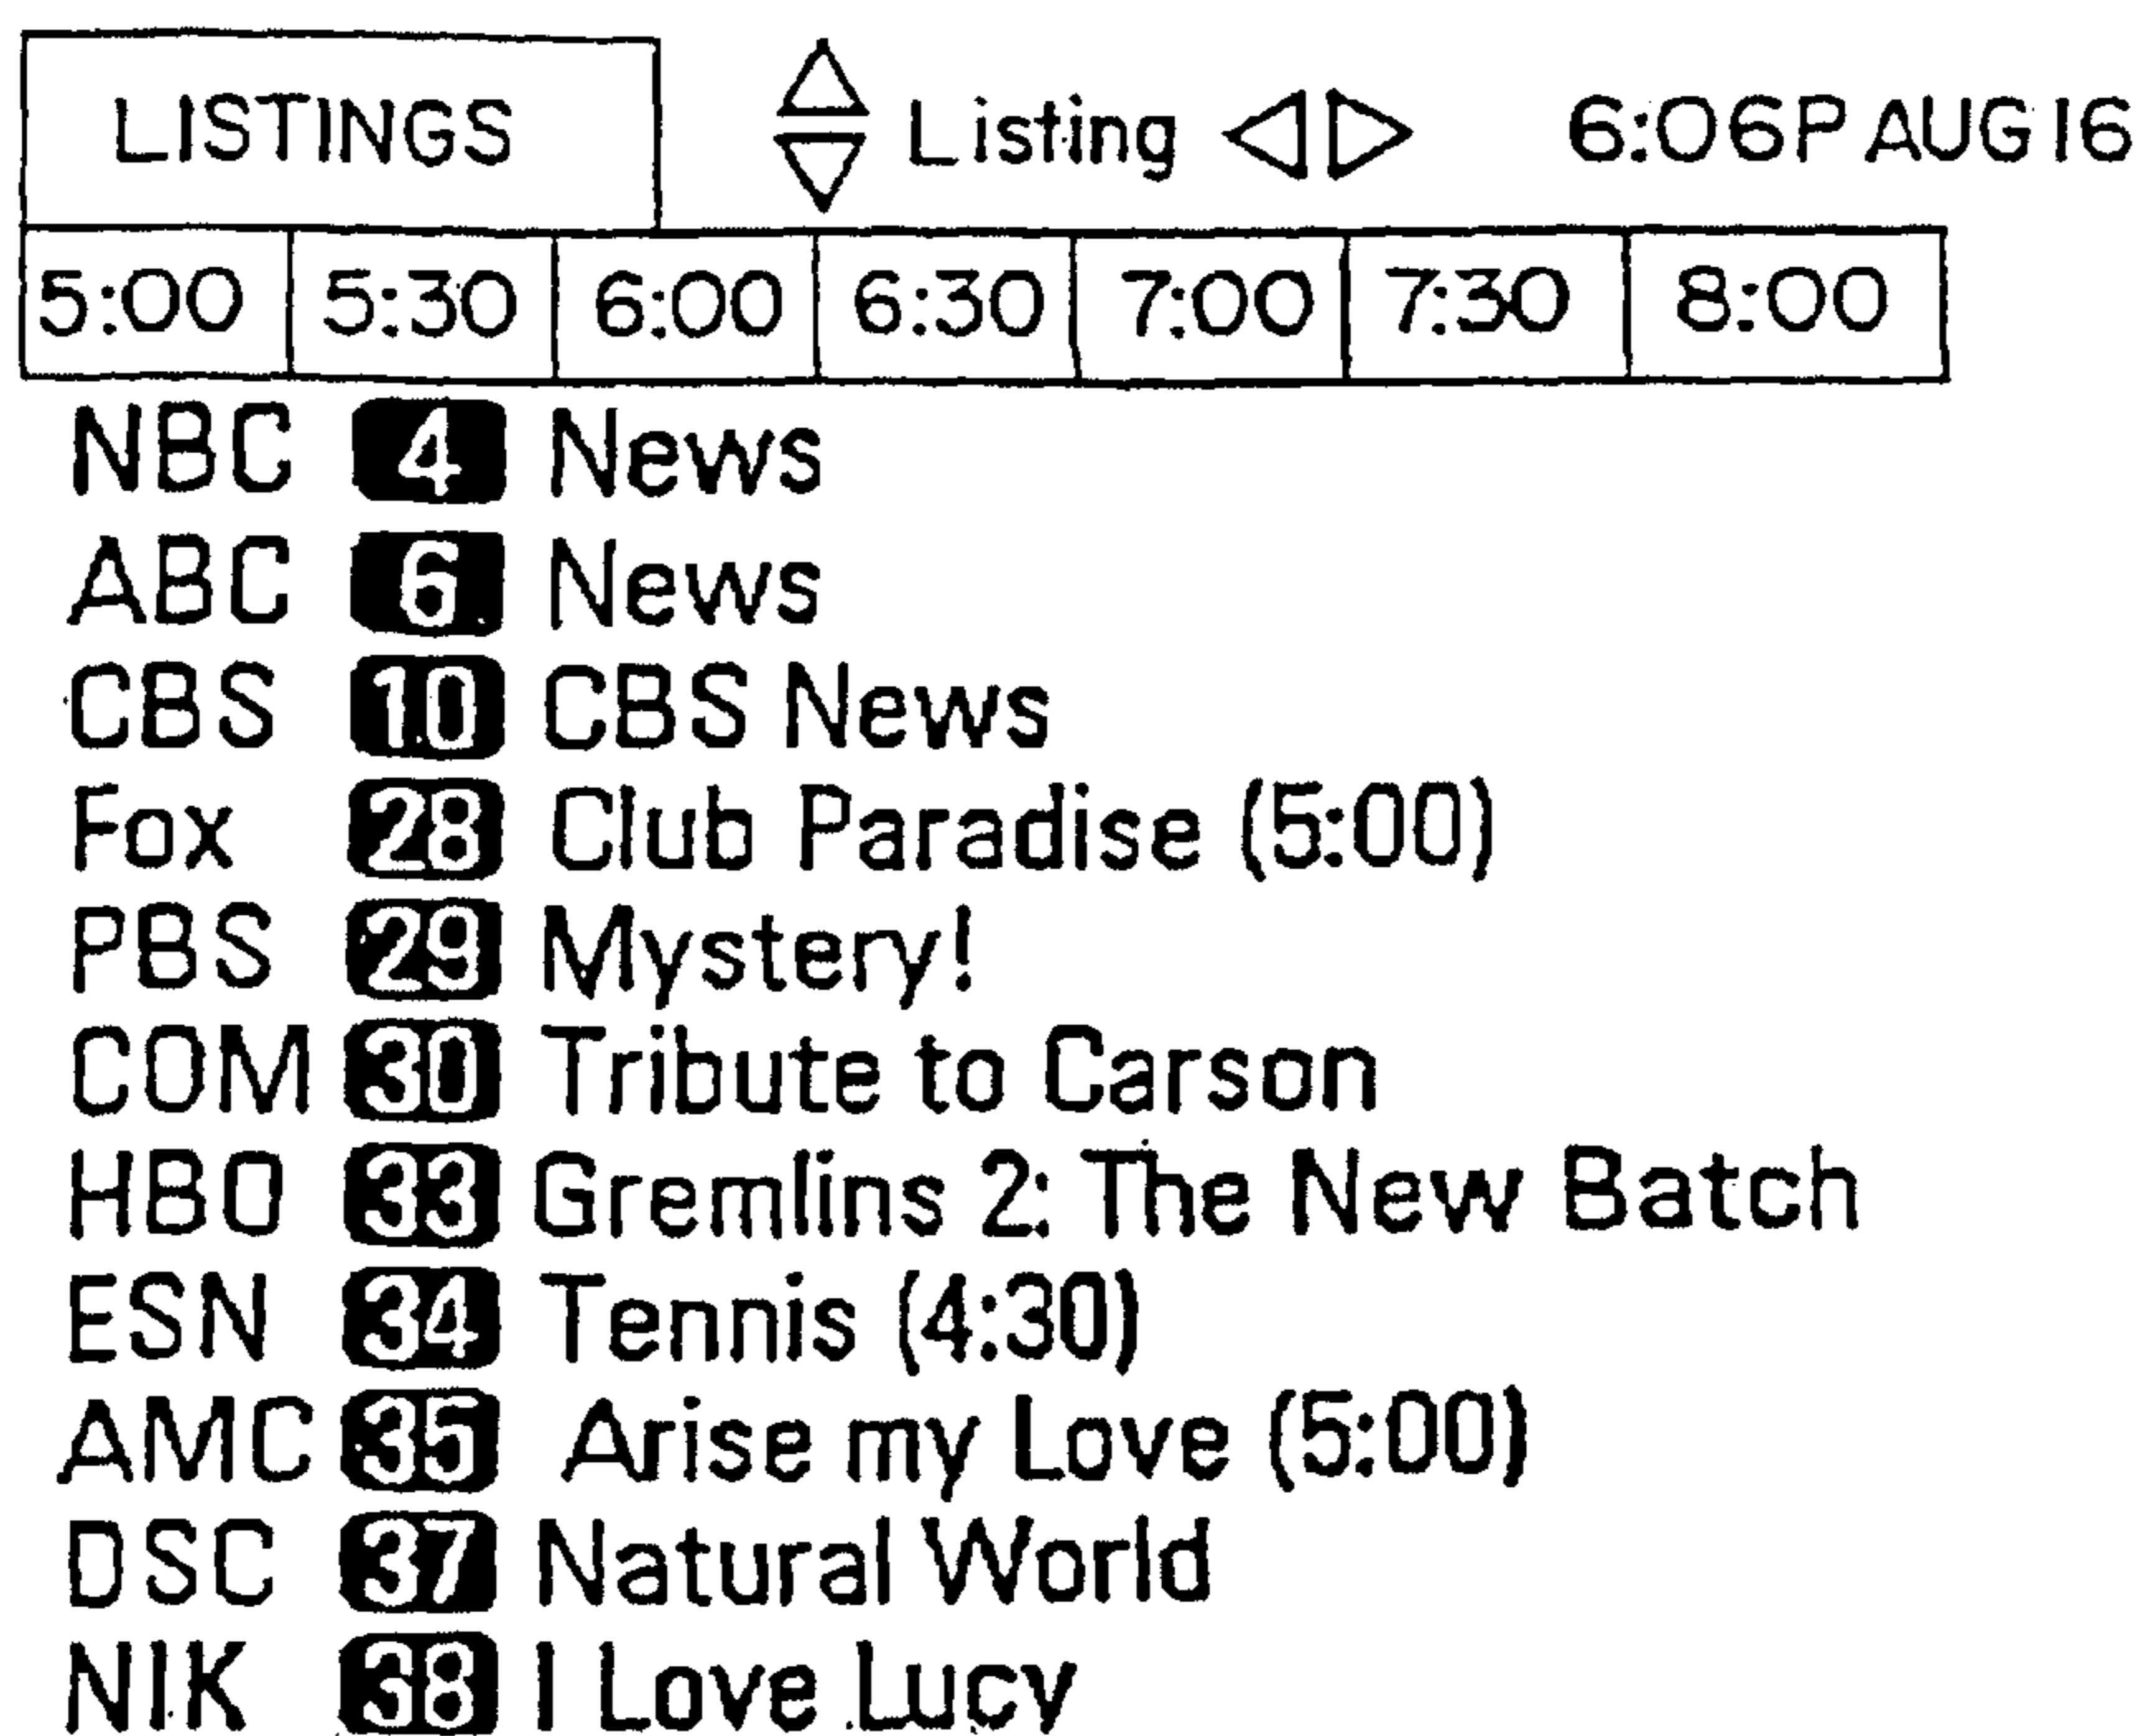 LISTINGS Listing 6:06P AUG 16
5:00 5:30 6:00 6:30 7:00 7:30 8:00
NBC 4 News
ABC 6 News
CBS 10 CBS News
Fox 28 Club Paradise (5:00)
PBS 29 Mystery!
COM 30 Tribute to Carson
HBO 33 Gremlins 2: The New Batch
ESN 34 Tennis (4:30)
AMC 35 Arise my Love (5:00)
DSC 37 Natural World
NIK 38 I Love Lucy